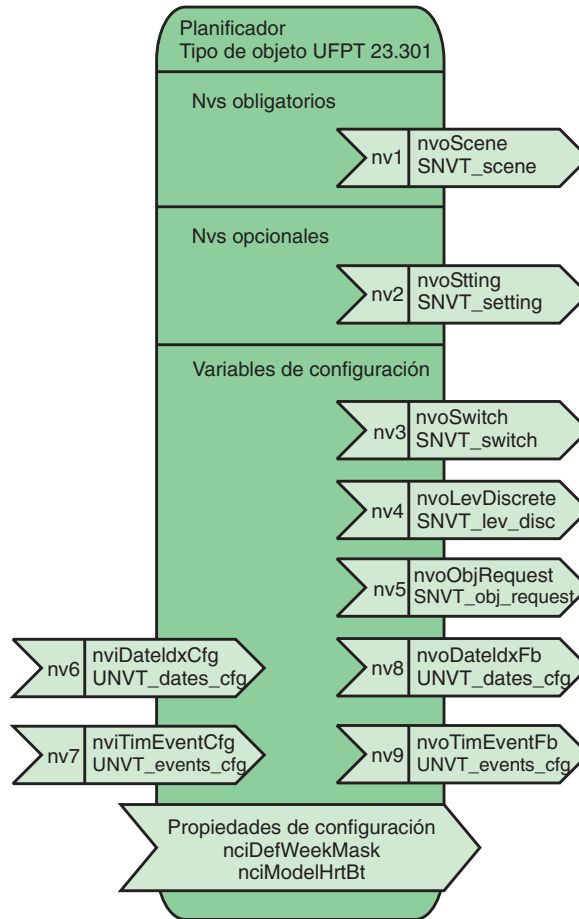 Planificador
Tipo de objeto UFPT 23.301
Nvs obligatorios
nv1
nvoScene
SNVT_scene
Nvs opcionales
nv2
nvoStting
SNVT_setting
Variables de configuración
nv3
nvoSwitch
SNVT_switch
nv4
nvoLevDiscrete
SNVT_lev_disc
nv5
nvoObjRequest
SNVT_obj_request
nv6
nviDateIdxCfg
UNVT_dates_cfg
nv8
nvoDateIdxFb
UNVT_dates_cfg
nv7
nviTimEventCfg
UNVT_events_cfg
nv9
nvoTimEventFb
UNVT_events_cfg
Propiedades de configuración
nciDefWeekMask
nciModelHrtBt